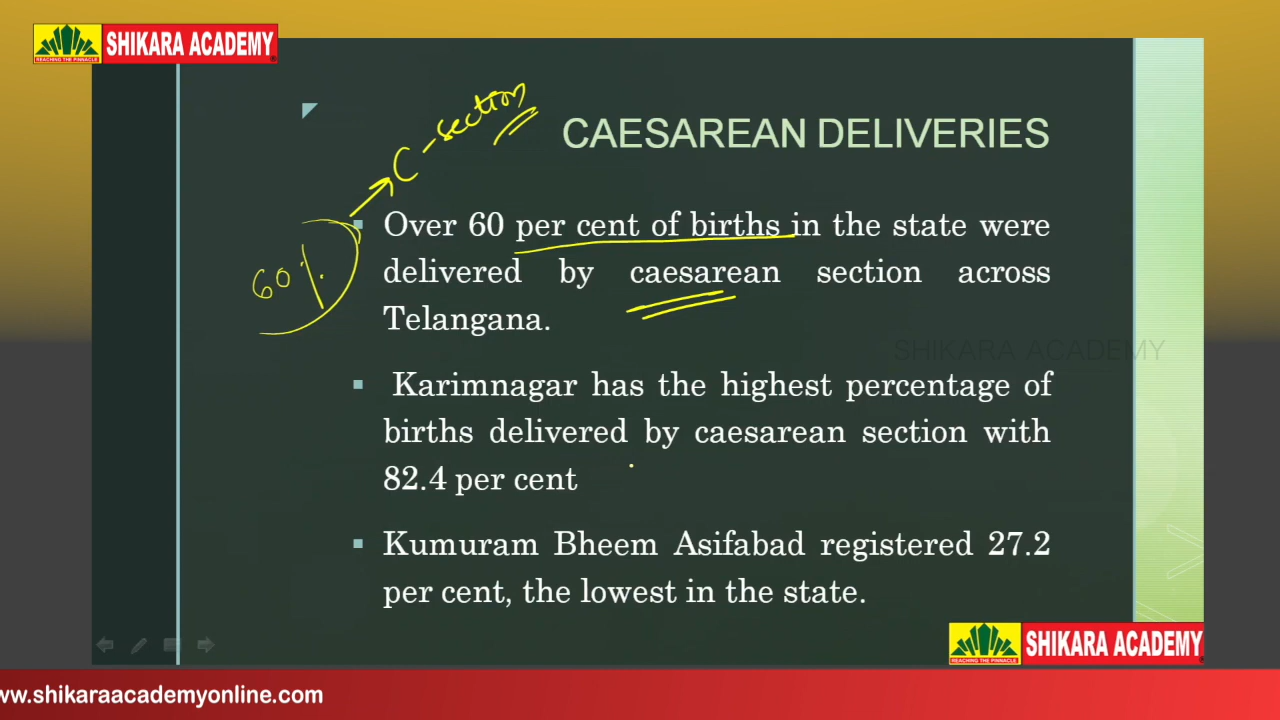 SHIKARA ACADEMY
REACHING THE PINNACLE
C-section
CAESAREAN DELIVERIES
60%
Over 60 per cent of births in the state were
delivered by caesarean section across
Telangana.
SHIKARA ACADEMY
Karimnagar has the highest percentage of
births delivered by caesarean section with
82.4 per cent
Kumuram Bheem Asifabad registered 27.2
per cent, the lowest in the state.
SHIKARA ACADEMY
REACHING THE PINNACLE
www.shikaraacademyonline.com